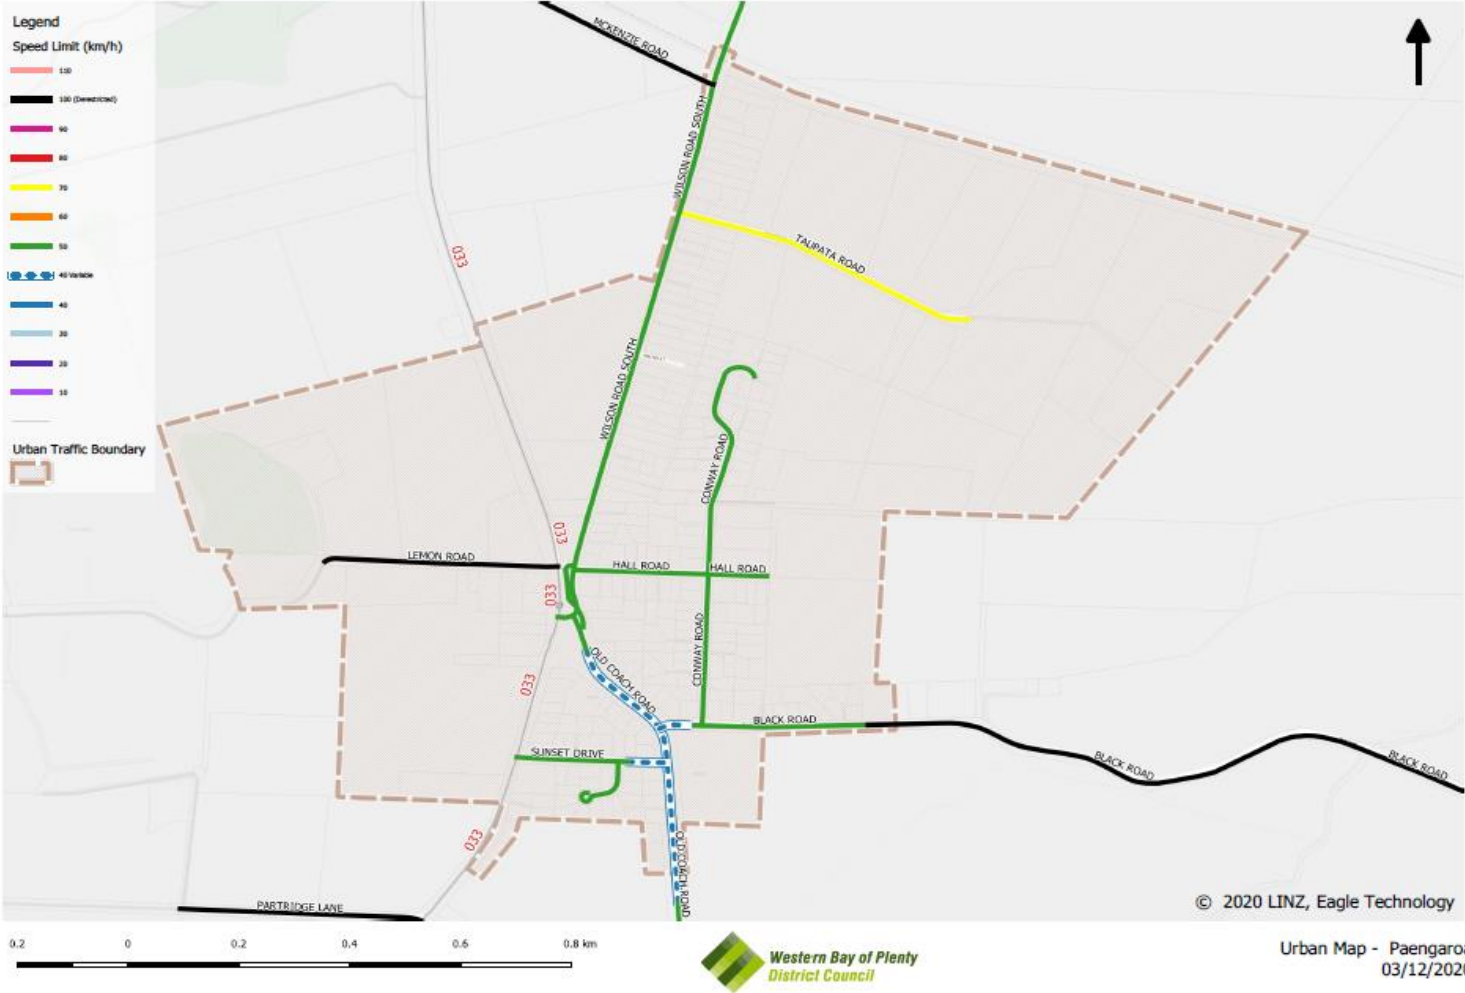 Legend
Speed Limit (km/h)
110
100 (Derestricted)
90
80
70
60
50
40 Variable
40
30
20
10
Urban Traffic Boundary
MCKENZIE ROAD
WILSON ROAD SOUTH
TAUPATA ROAD
033
WILSON ROAD SOUTH
CONWAY ROAD
033
LEMON ROAD
HALL ROAD
HALL ROAD
033
CONWAY ROAD
OLD COACH ROAD
033
BLACK ROAD
SUNSET DRIVE
BLACK ROAD
BLACK ROAD
033
OLD COACH ROAD
PARTRIDGE LANE
© 2020 LINZ, Eagle Technology
0.2 0 0.2 0.4 0.6 0.8 km
Western Bay of Plenty
District Council
Urban Map - Paengaroa
03/12/2020